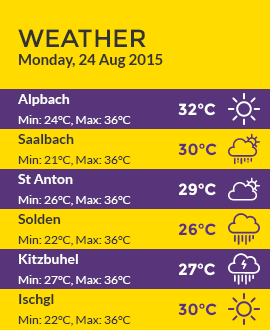 WEATHER
Monday, 24 Aug 2015
Alpbach
32°C
Min: 24°C, Max: 36°C
Saalbach
30°C
Min: 21°C, Max: 36°C
St Anton
29°C
Min: 26°C, Max: 36°C
Solden
26°C
Min: 22°C, Max: 36°C
Kitzbuhel
27°C
Min: 27°C, Max: 36°C
Ischgl
30°C
Min: 22°C, Max: 36°C